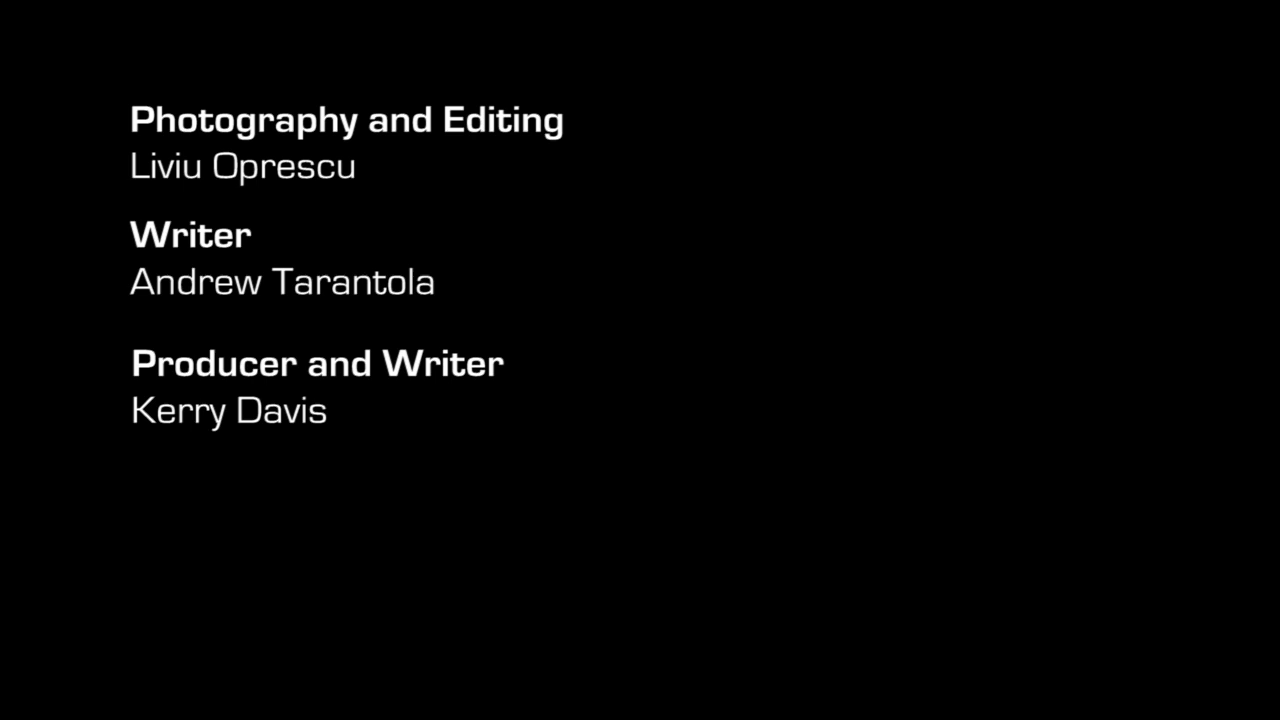 Photography and Editing
Liviu Oprescu
Writer
Andrew Tarantola
Producer and Writer
Kerry Davis